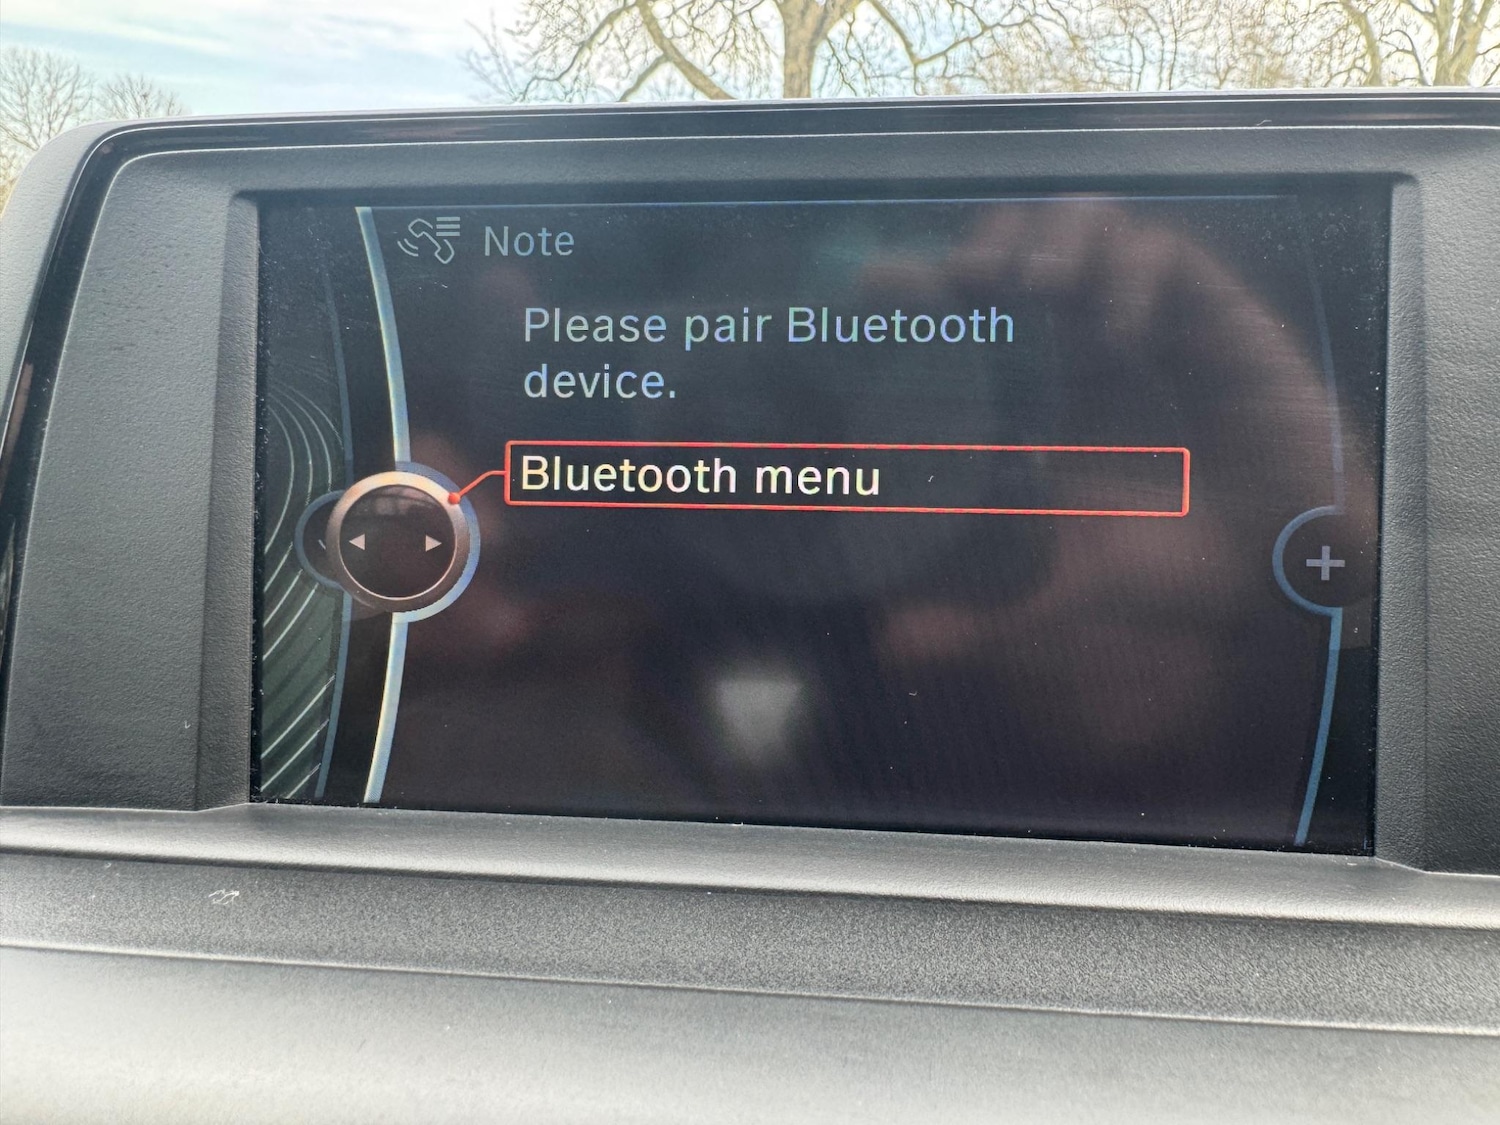 Note
Please pair Bluetooth
device.
Bluetooth menu